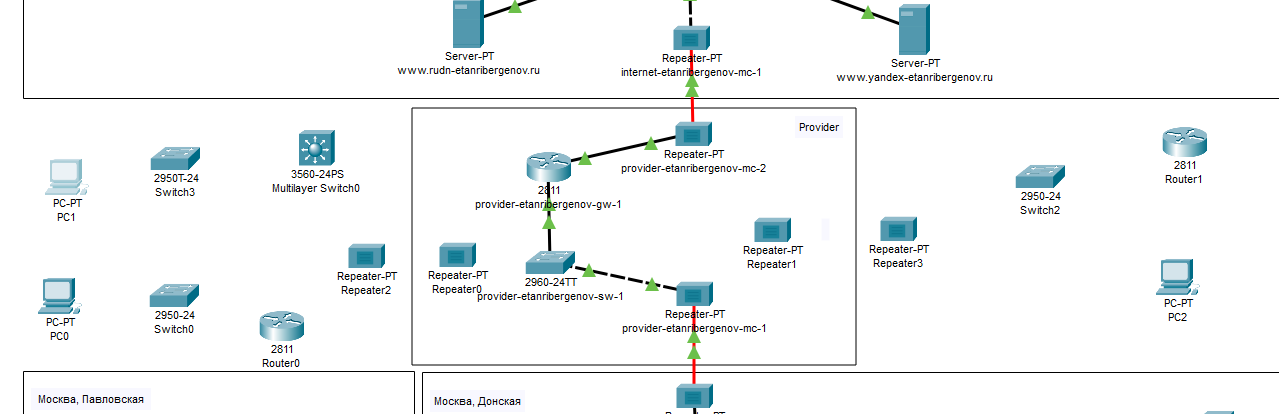 Server-PT
www.rudn-etanribergenov.ru
Repeater-PT
internet-etanribergenov-mc-1
Server-PT
www.yandex-etanribergenov.ru
Provider
Repeater-PT
provider-etanribergenov-mc-2
2811
provider-etanribergenov-gw-1
2960-24TT
provider-etanribergenov-sw-1
Repeater-PT
provider-etanribergenov-mc-1
Repeater-PT
Repeater1
Repeater-PT
Repeater0
Repeater-PT
Repeater2
Repeater-PT
Repeater3
PC-PT
PC1
2950T-24
Switch3
3560-24PS
Multilayer Switch0
PC-PT
PC0
2950-24
Switch0
2811
Router0
2950-24
Switch2
2811
Router1
PC-PT
PC2
Москва, Павловская
Москва, Донская